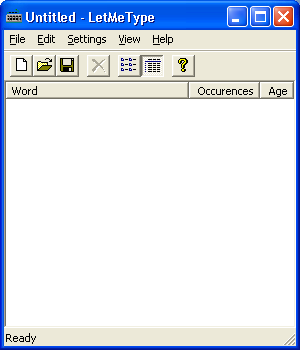 Untitled - LetMeType
File Edit Settings View Help
?
Word Occurences Age
Ready